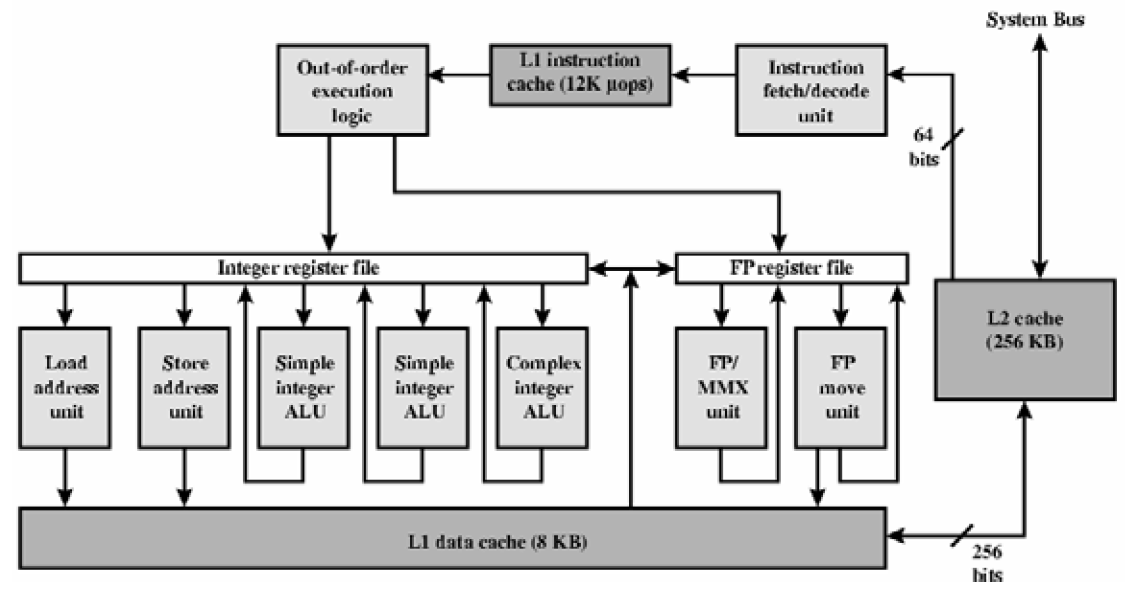 System Bus
Out-of-order
execution
logic
L1 instruction
cache (12K µops)
Instruction
fetch/decode
unit
64
bits
Integer register file
FP register file
L2 cache
(256 KB)
Load
address
unit
Store
address
unit
Simple
integer
ALU
Simple
integer
ALU
Complex
integer
ALU
FP/
MMX
unit
FP
move
unit
L1 data cache (8 KB)
256
bits